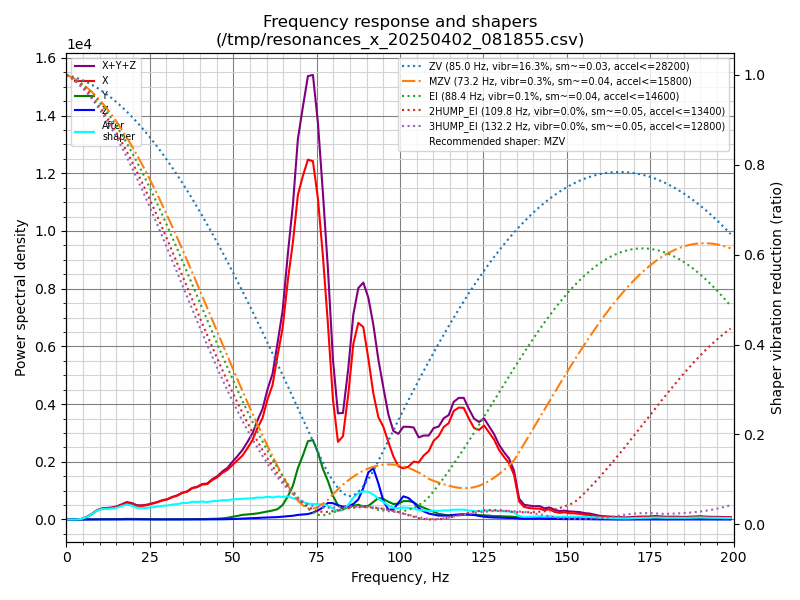 Frequency response and shapers
(/tmp/resonances_x_20250402_081855.csv)
1e4
X+Y+Z
X
Y
Z
After
shaper
ZV (85.0 Hz, vibr=16.3%, sm~=0.03, accel<=28200)
MZV (73.2 Hz, vibr=0.3%, sm~=0.04, accel<=15800)
EI (88.4 Hz, vibr=0.1%, sm~=0.04, accel<=14600)
2HUMP_EI (109.8 Hz, vibr=0.0%, sm~=0.05, accel<=13400)
3HUMP_EI (132.2 Hz, vibr=0.0%, sm~=0.05, accel<=12800)
Recommended shaper: MZV
1.6
1.4
1.2
1.0
0.8
0.6
0.4
0.2
0.0
Power spectral density
1.0
0.8
0.6
0.4
0.2
0.0
Shaper vibration reduction (ratio)
0 25 50 75 100 125 150 175 200
Frequency, Hz